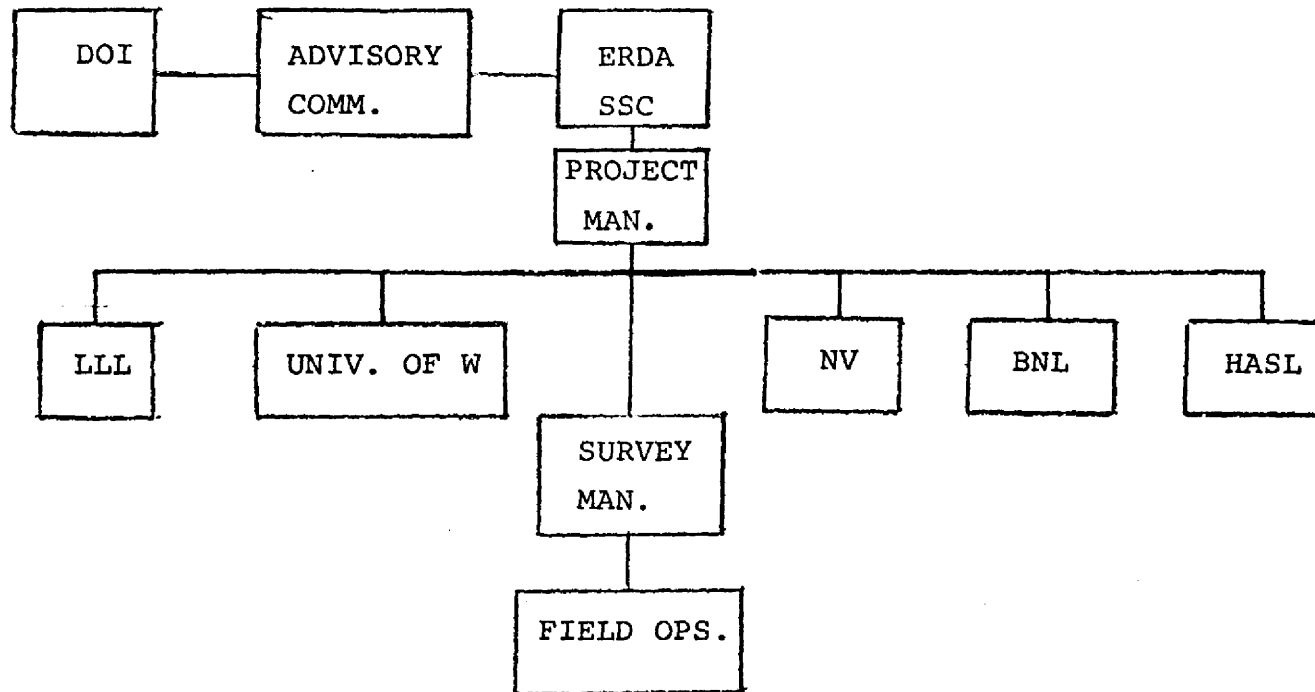 DOI
ADVISORY
COMM.
ERDA
SSC
PROJECT
MAN.
LLL
UNIV. OF W
NV
BNL
HASL
SURVEY
MAN.
FIELD OPS.